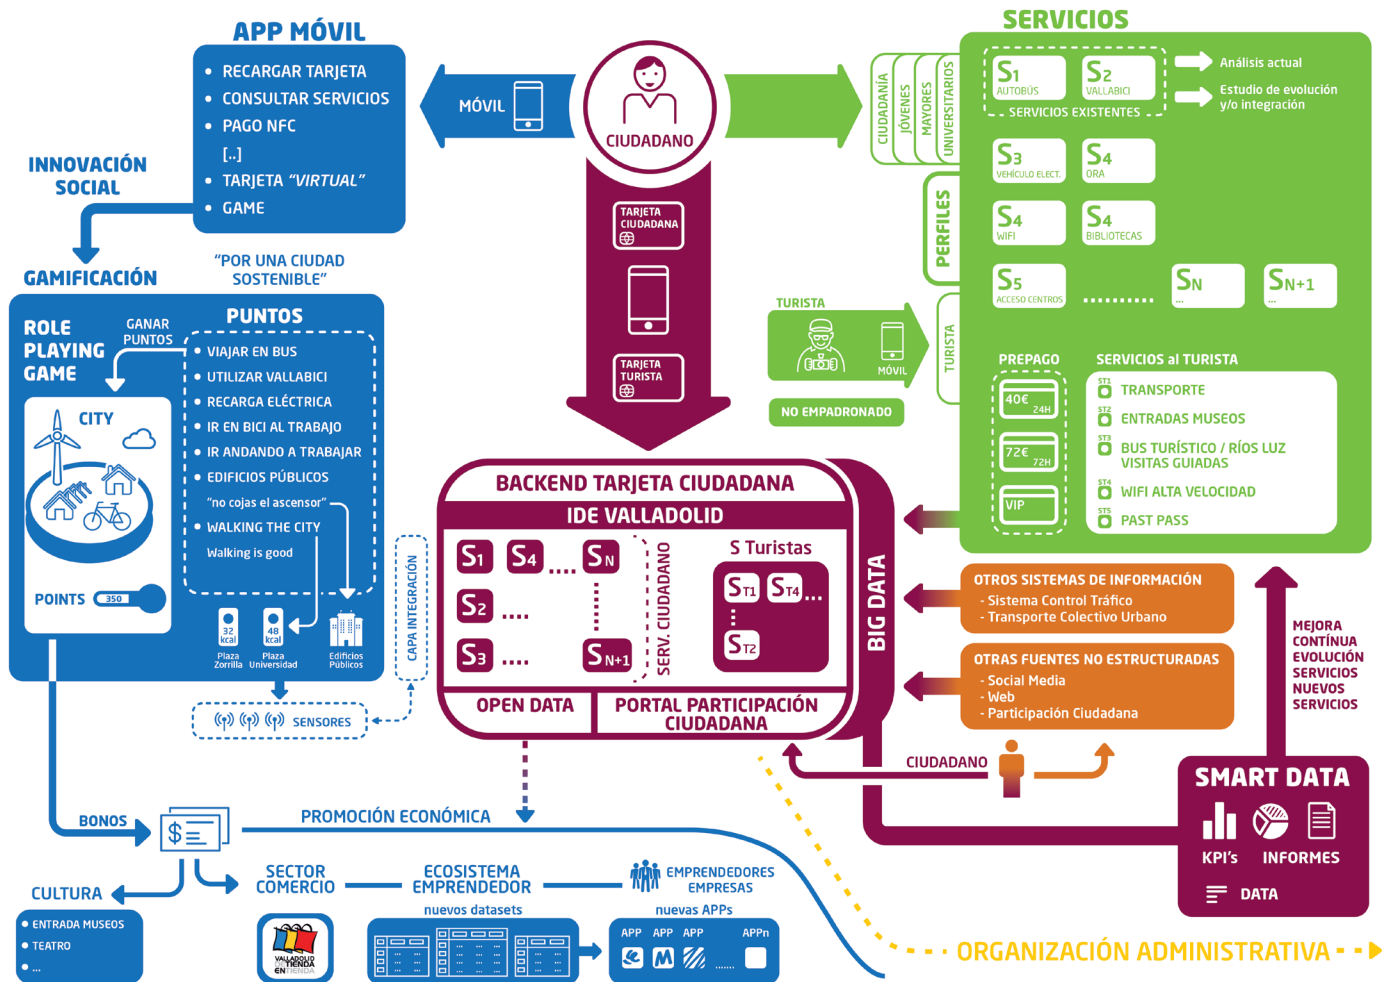 APP MÓVIL
RECARGAR TARJETA
CONSULTAR SERVICIOS
PAGO NFC
[..]
TARJETA “VIRTUAL”
GAME
MÓVIL
CIUDADANO
TARJETA
CIUDADANA
TARJETA
TURISTA
INNOVACIÓN
SOCIAL
GAMIFICACIÓN
“POR UNA CIUDAD
SOSTENIBLE”
ROLE
PLAYING
GAME
GANAR
PUNTOS
PUNTOS
VIAJAR EN BUS
UTILIZAR VALLABICI
RECARGA ELÉCTRICA
IR EN BICI AL TRABAJO
IR ANDANDO A TRABAJAR
EDIFICIOS PÚBLICOS
“no cojas el ascensor”
WALKING THE CITY
Walking is good
CITY
POINTS
350
32
kcal
48
kcal
Plaza
Zorrilla
Plaza
Universidad
Edificios
Públicos
SENSORES
CAPA INTEGRACIÓN
SERVICIOS
CIUDADANÍA
JÓVENES
MAYORES
UNIVERSITARIOS
PERFILES
TURISTA
S1
AUTOBÚS
S2
VALLABICI
SERVICIOS EXISTENTES
Análisis actual
Estudio de evolución
y/o integración
S3
VEHÍCULO ELECT.
S4
ORA
S4
WIFI
S4
BIBLIOTECAS
S5
ACCESO CENTROS
..........
SN
...
SN+1
...
TURISTA
MÓVIL
NO EMPADRONADO
PREPAGO
40€
24H
72€
72H
VIP
SERVICIOS al TURISTA
ST1
TRANSPORTE
ST2
ENTRADAS MUSEOS
ST3
BUS TURÍSTICO / RÍOS LUZ
VISITAS GUIADAS
ST4
WIFI ALTA VELOCIDAD
ST5
PAST PASS
BACKEND TARJETA CIUDADANA
IDE VALLADOLID
S1
S4
....
SN
S2
....
S3
....
SN+1
SERV. CIUDADANO
S Turistas
ST1
ST4
...
ST2
OPEN DATA
PORTAL PARTICIPACIÓN
CIUDADANA
BIG DATA
OTROS SISTEMAS DE INFORMACIÓN
- Sistema Control Tráfico
- Transporte Colectivo Urbano
OTRAS FUENTES NO ESTRUCTURADAS
- Social Media
- Web
- Participación Ciudadana
CIUDADANO
MEJORA
CONTÍNUA
EVOLUCIÓN
SERVICIOS
NUEVOS
SERVICIOS
SMART DATA
KPI's
INFORMES
DATA
BONOS
$
PROMOCIÓN ECONÓMICA
CULTURA
ENTRADA MUSEOS
TEATRO
...
SECTOR
COMERCIO
VALLADOLID
DE TIENDA
EN TIENDA
ECOSISTEMA
EMPRENDEDOR
nuevos datasets
EMPRENDEDORES
EMPRESAS
nuevas APPs
APP
APP
APP
APPn
......
ORGANIZACIÓN ADMINISTRATIVA